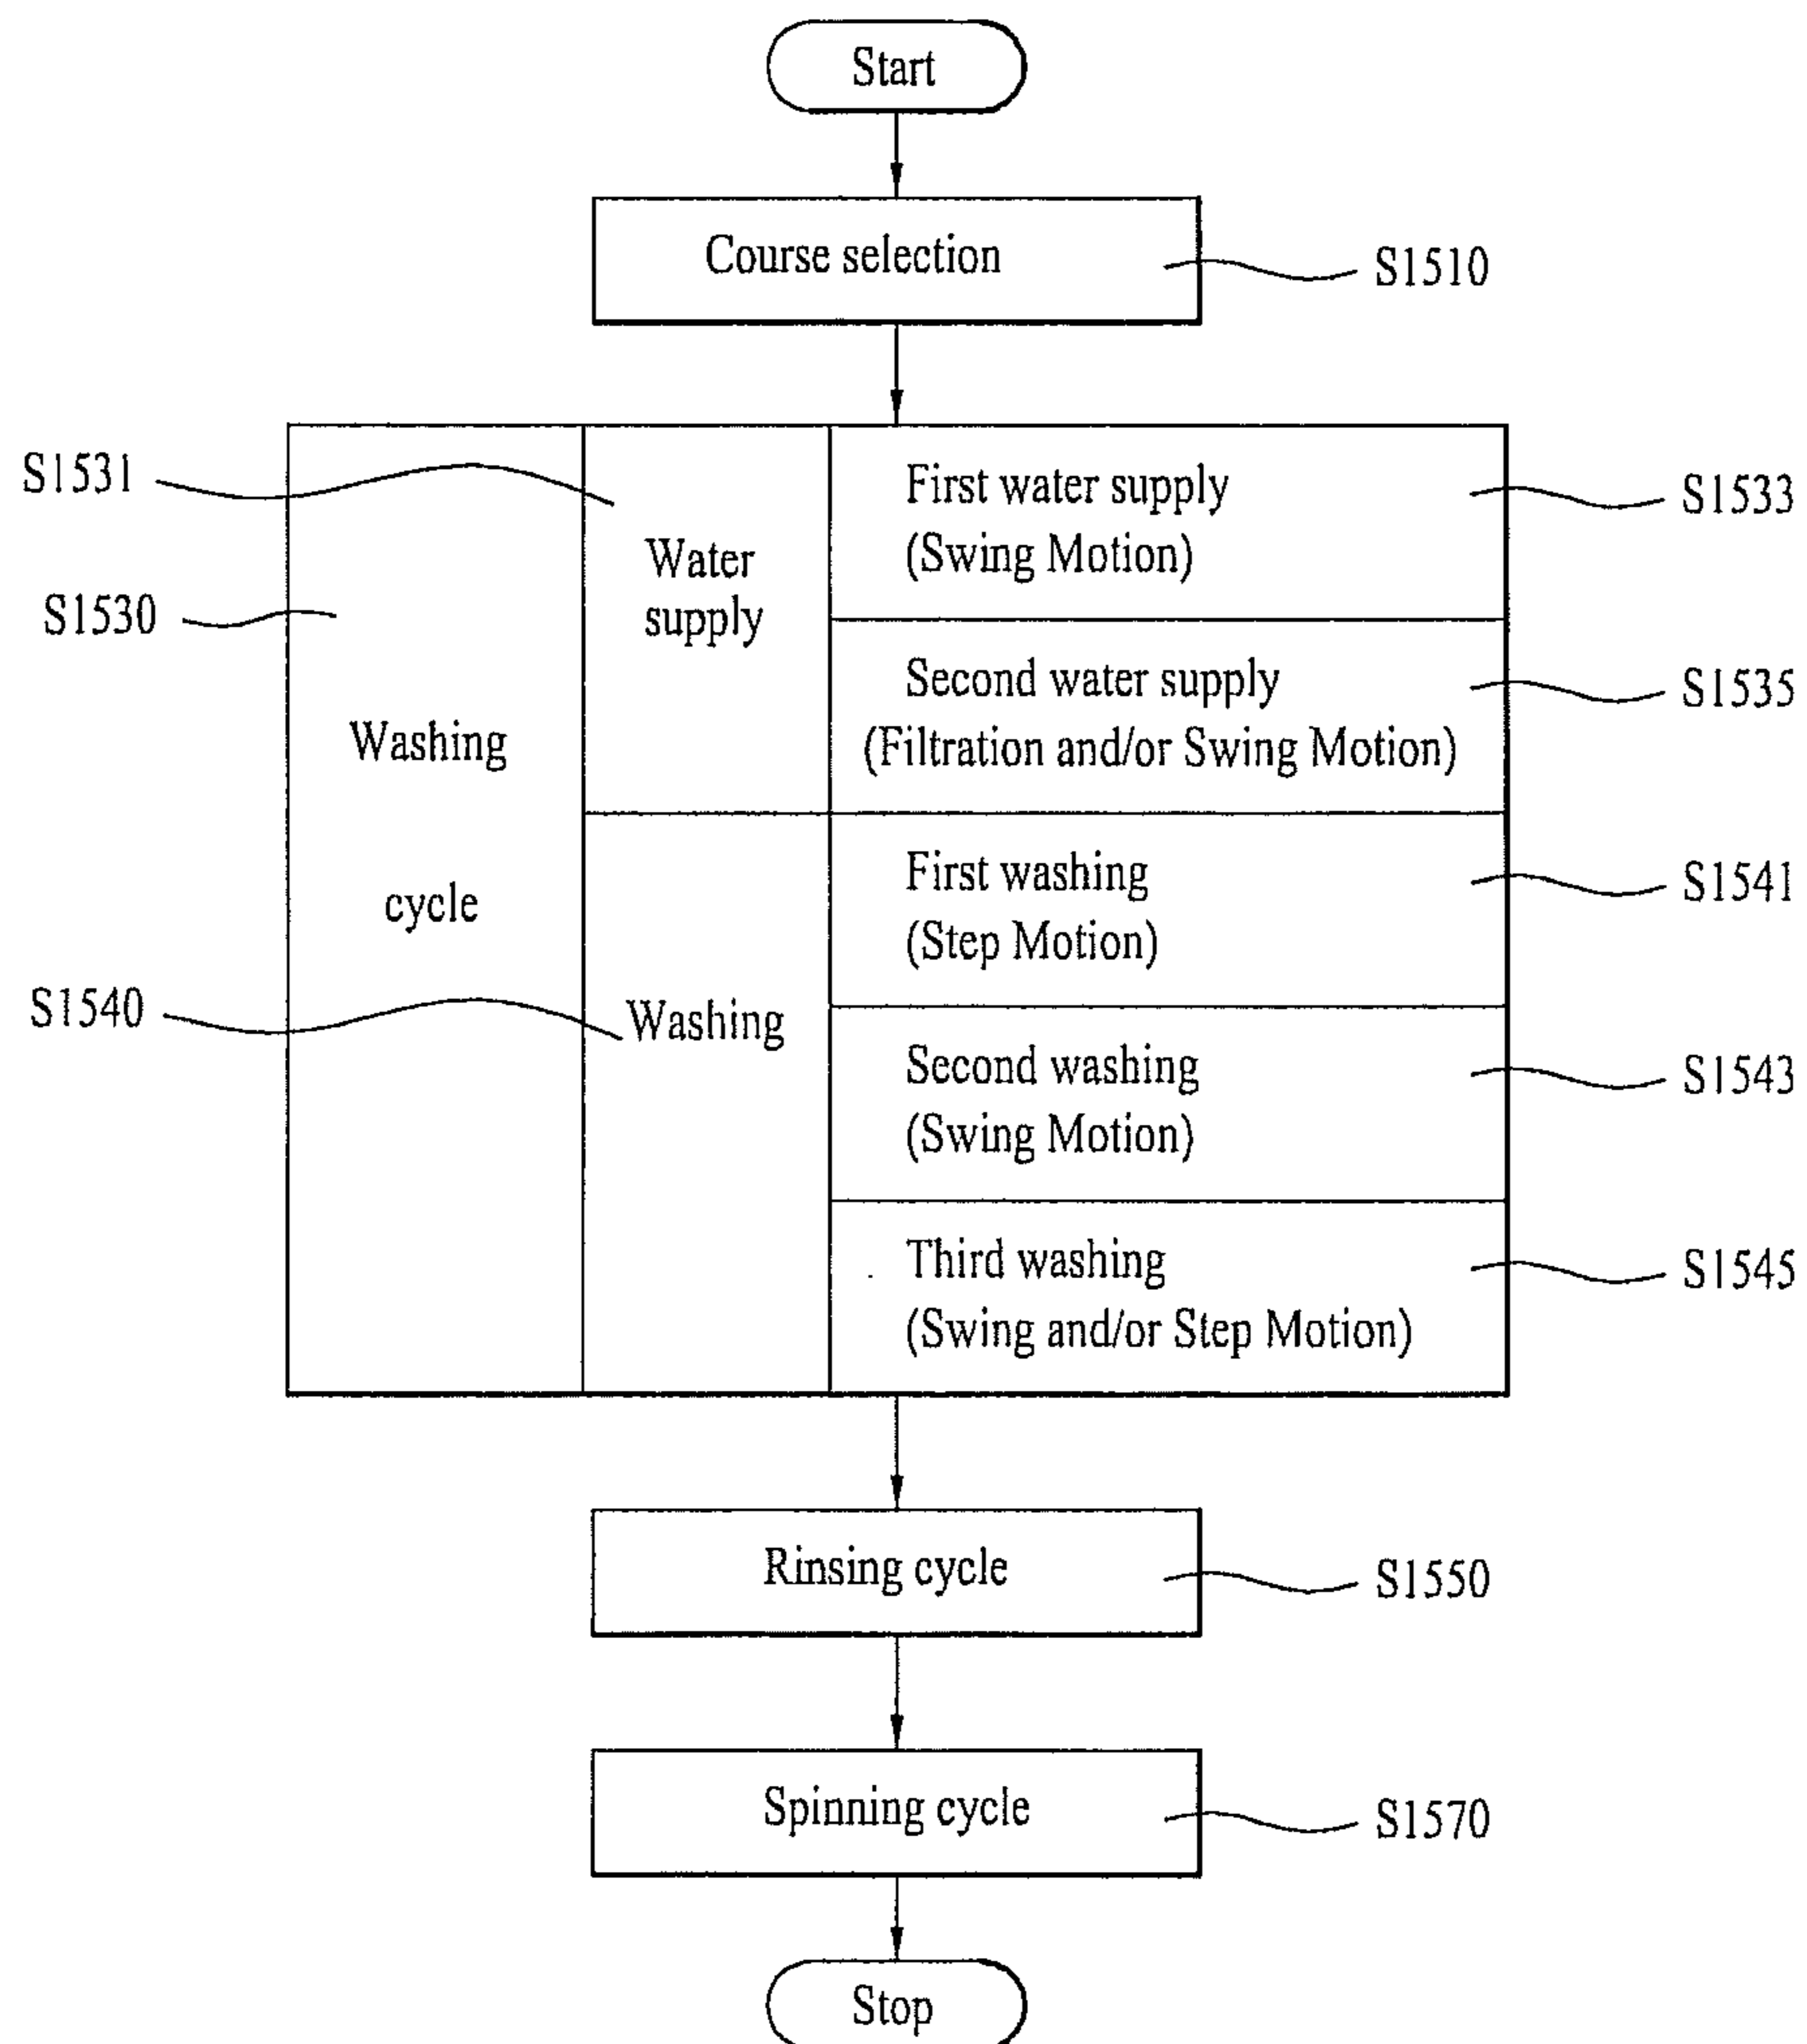 Start
Course selection
S1510
S1531
S1530
Washing
cycle
S1540
Water
supply
Washing
First water supply
(Swing Motion)
S1533
Second water supply
(Filtration and/or Swing Motion)
S1535
First washing
(Step Motion)
S1541
Second washing
(Swing Motion)
S1543
Third washing
(Swing and/or Step Motion)
S1545
Rinsing cycle
S1550
Spinning cycle
S1570
Stop